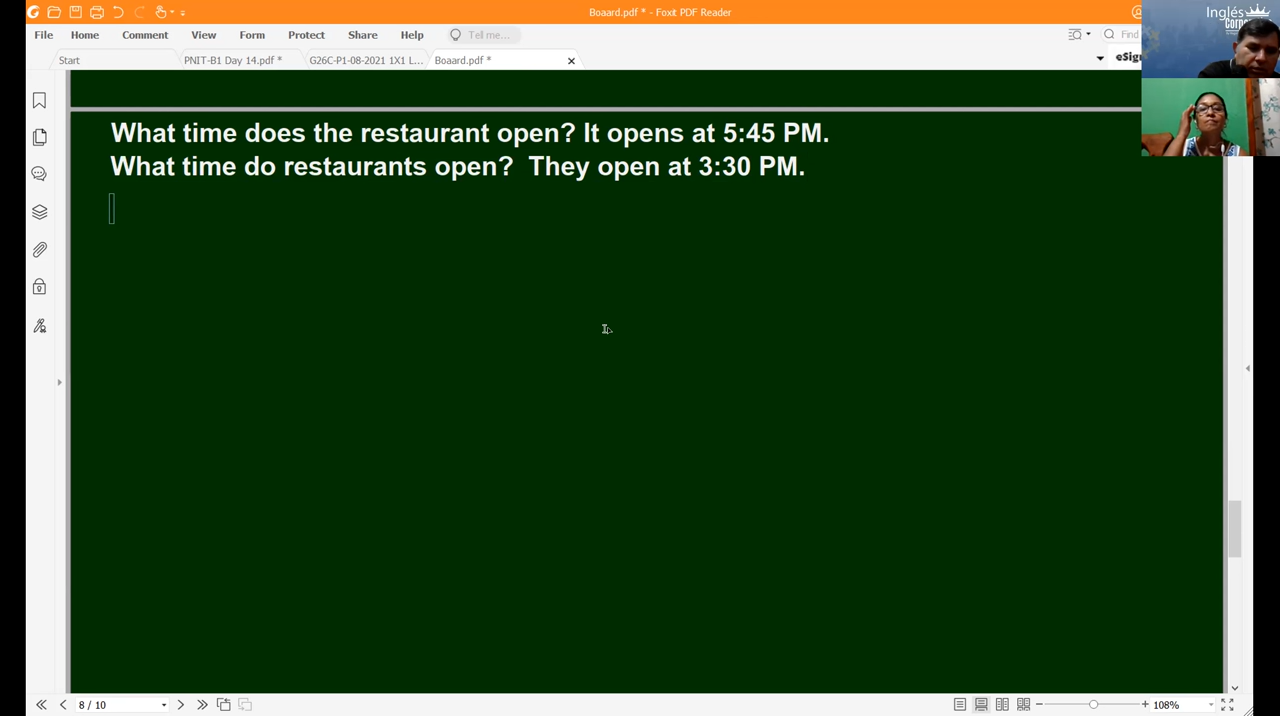 Boaard.pdf * - Foxit PDF Reader
Inglés
File Home Comment View Form Protect Share Help Tell me... Find
Start PNIT-B1 Day 14.pdf * G26C-P1-08-2021 1X1 L... Boaard.pdf *
What time does the restaurant open? It opens at 5:45 PM.
What time do restaurants open? They open at 3:30 PM.
8 / 10 108%